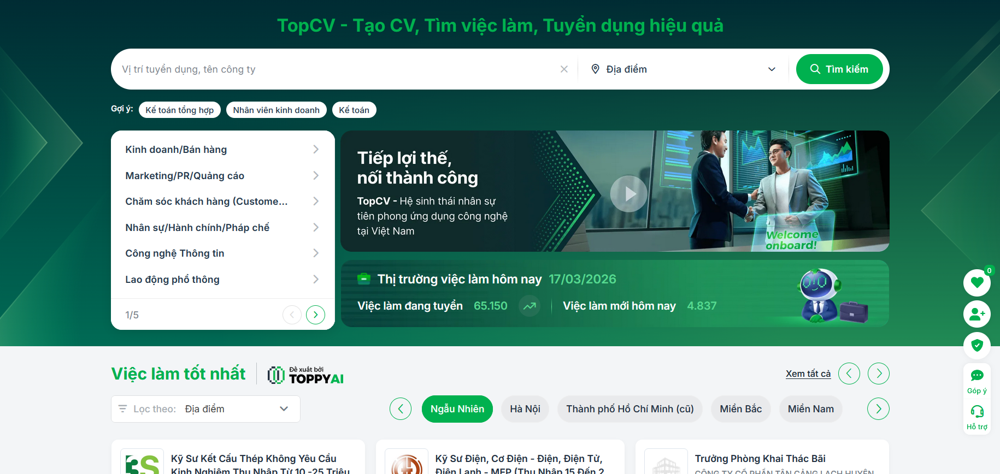 TopCV - Tạo CV, Tìm việc làm, Tuyển dụng hiệu quả
Vị trí tuyển dụng, tên công ty
Địa điểm
Tìm kiếm
Gợi ý:
Kế toán tổng hợp
Nhân viên kinh doanh
Kế toán
Kinh doanh/Bán hàng
Marketing/PR/Quảng cáo
Chăm sóc khách hàng (Custome...
Nhân sự/Hành chính/Pháp chế
Công nghệ Thông tin
Lao động phổ thông
1/5
Tiếp lợi thế,
nối thành công
TopCV - Hệ sinh thái nhân sự
tiên phong ứng dụng công nghệ
tại Việt Nam
Welcome
onboard!
Thị trường việc làm hôm nay 17/03/2026
Việc làm đang tuyển 65.150
Việc làm mới hôm nay 4.837
0
Góp ý
Hỗ trợ
Việc làm tốt nhất
Đề xuất bởi
TOPPYAI
Xem tất cả
Lọc theo: Địa điểm
Ngẫu Nhiên
Hà Nội
Thành phố Hồ Chí Minh (cũ)
Miền Bắc
Miền Nam
3S
Kỹ Sư Kết Cấu Thép Không Yêu Cầu
Kinh Nghiệm Thu Nhập Từ 10 -25 Triệu
Kỹ Sư Điện, Cơ Điện - Điện, Điện Tử,
Điện Lạnh - MEP (Thu Nhập 15 Đến 2
Trưởng Phòng Khai Thác Bãi
CÔNG TY CỔ PHẦN TÂN CẢNG LẠCH HUYỆN